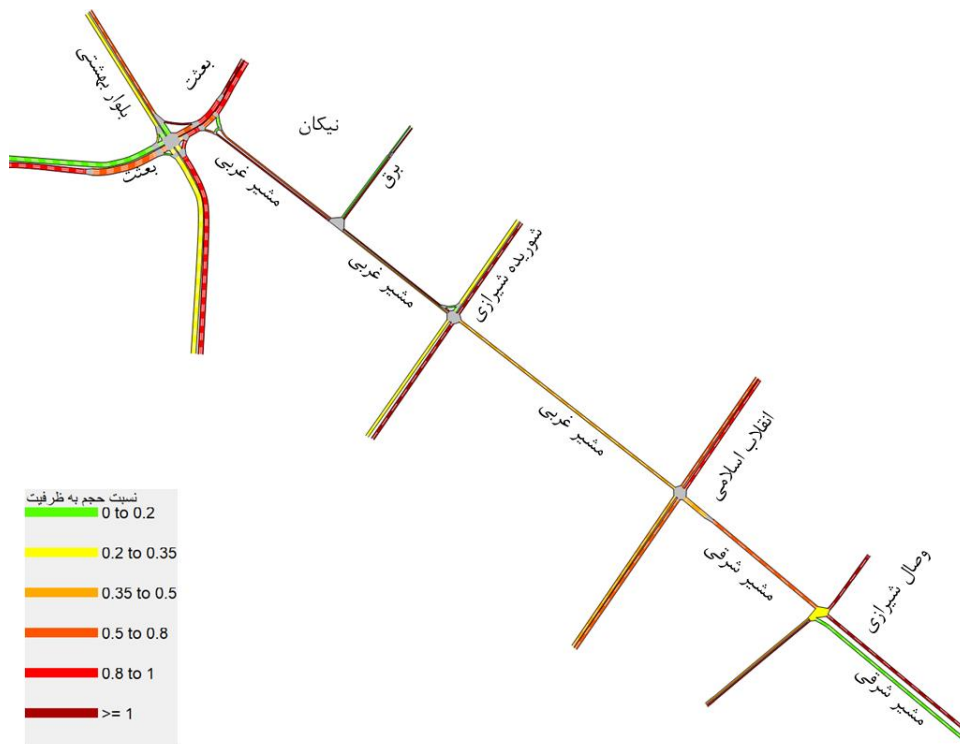 بلوار بهشتی
بعثت
نیکان
بعثت
مشیر غربی
برق
مشیر غربی
شوریده شیرازی
مشیر غربی
انقلاب اسلامی
مشیر شرقی
وصال شیرازی
مشیر شرقی
نسبت حجم به ظرفیت
0 to 0.2
0.2 to 0.35
0.35 to 0.5
0.5 to 0.8
0.8 to 1
>= 1